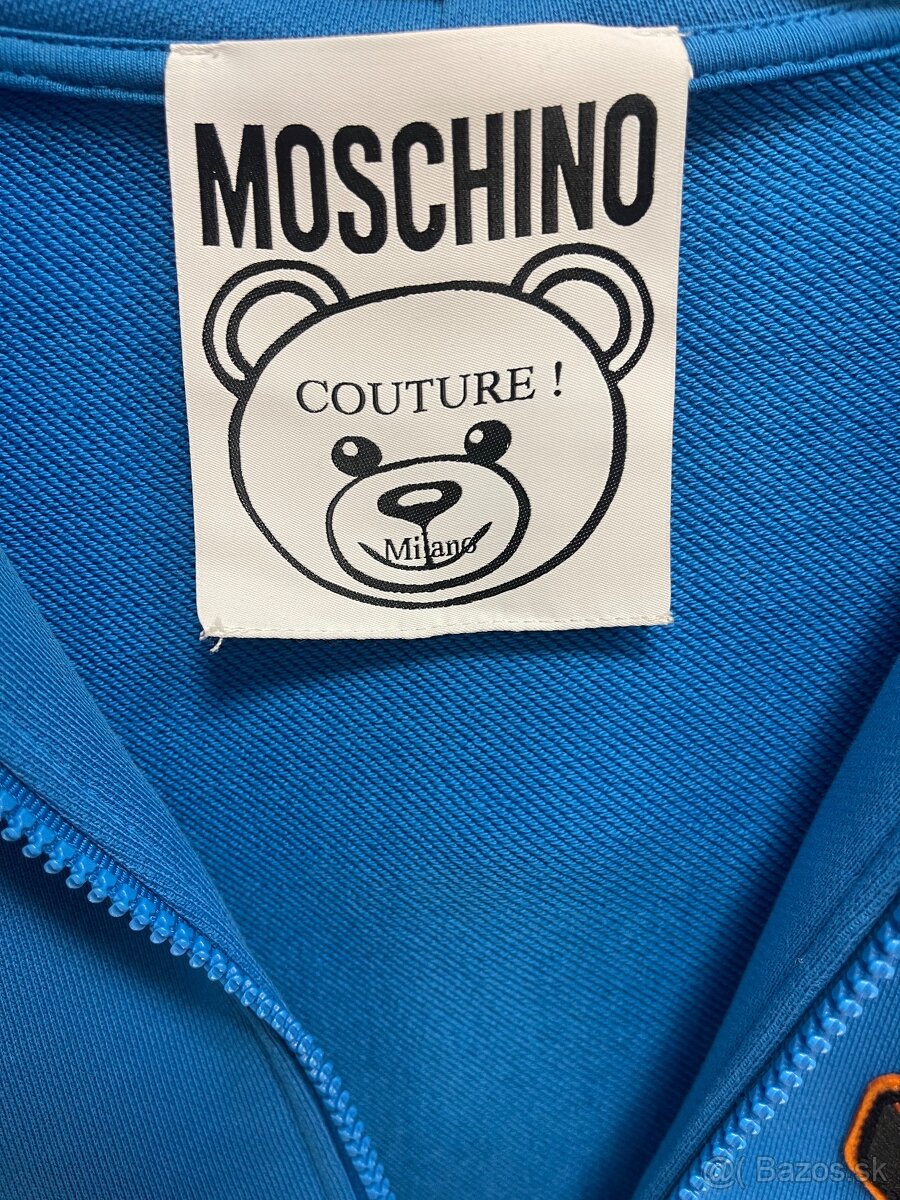 MOSCHINO
COUTURE !
Milano
@( Bazos.sk